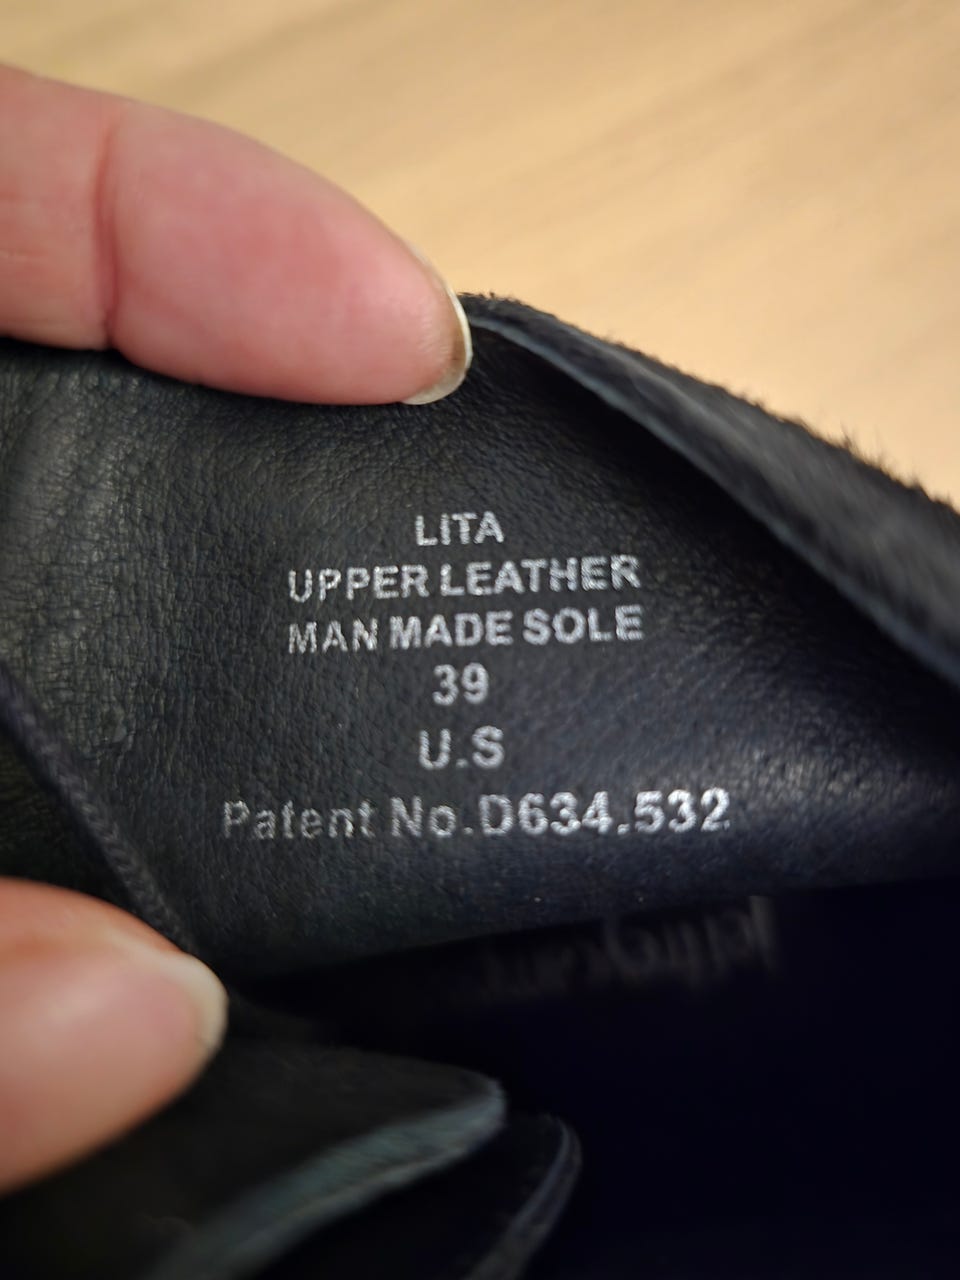 LITA
UPPER LEATHER
MAN MADE SOLE
39
U.S
Patent No.D634.532